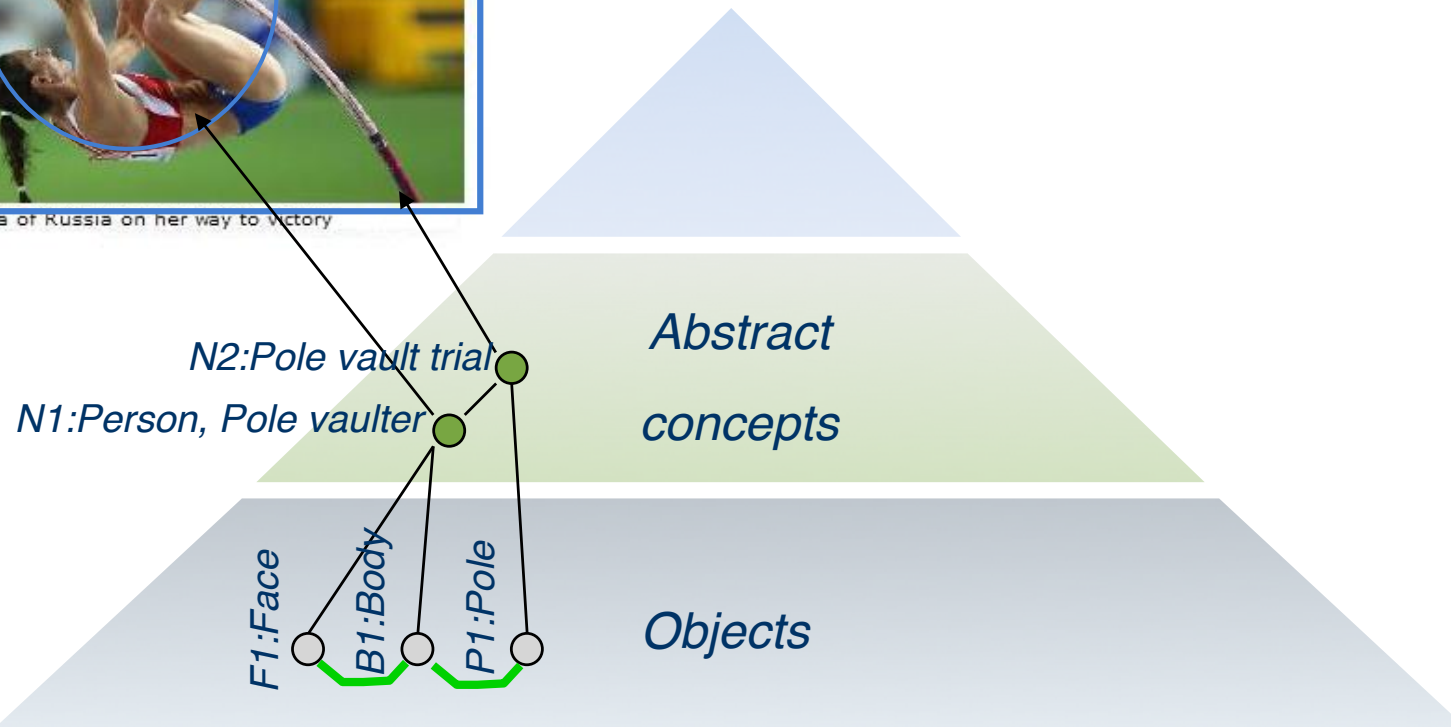 a of Russia on her way to victory
N2:Pole vault trial
N1:Person, Pole vaulter
Abstract
concepts
F1:Face
B1:Body
P1:Pole
Objects